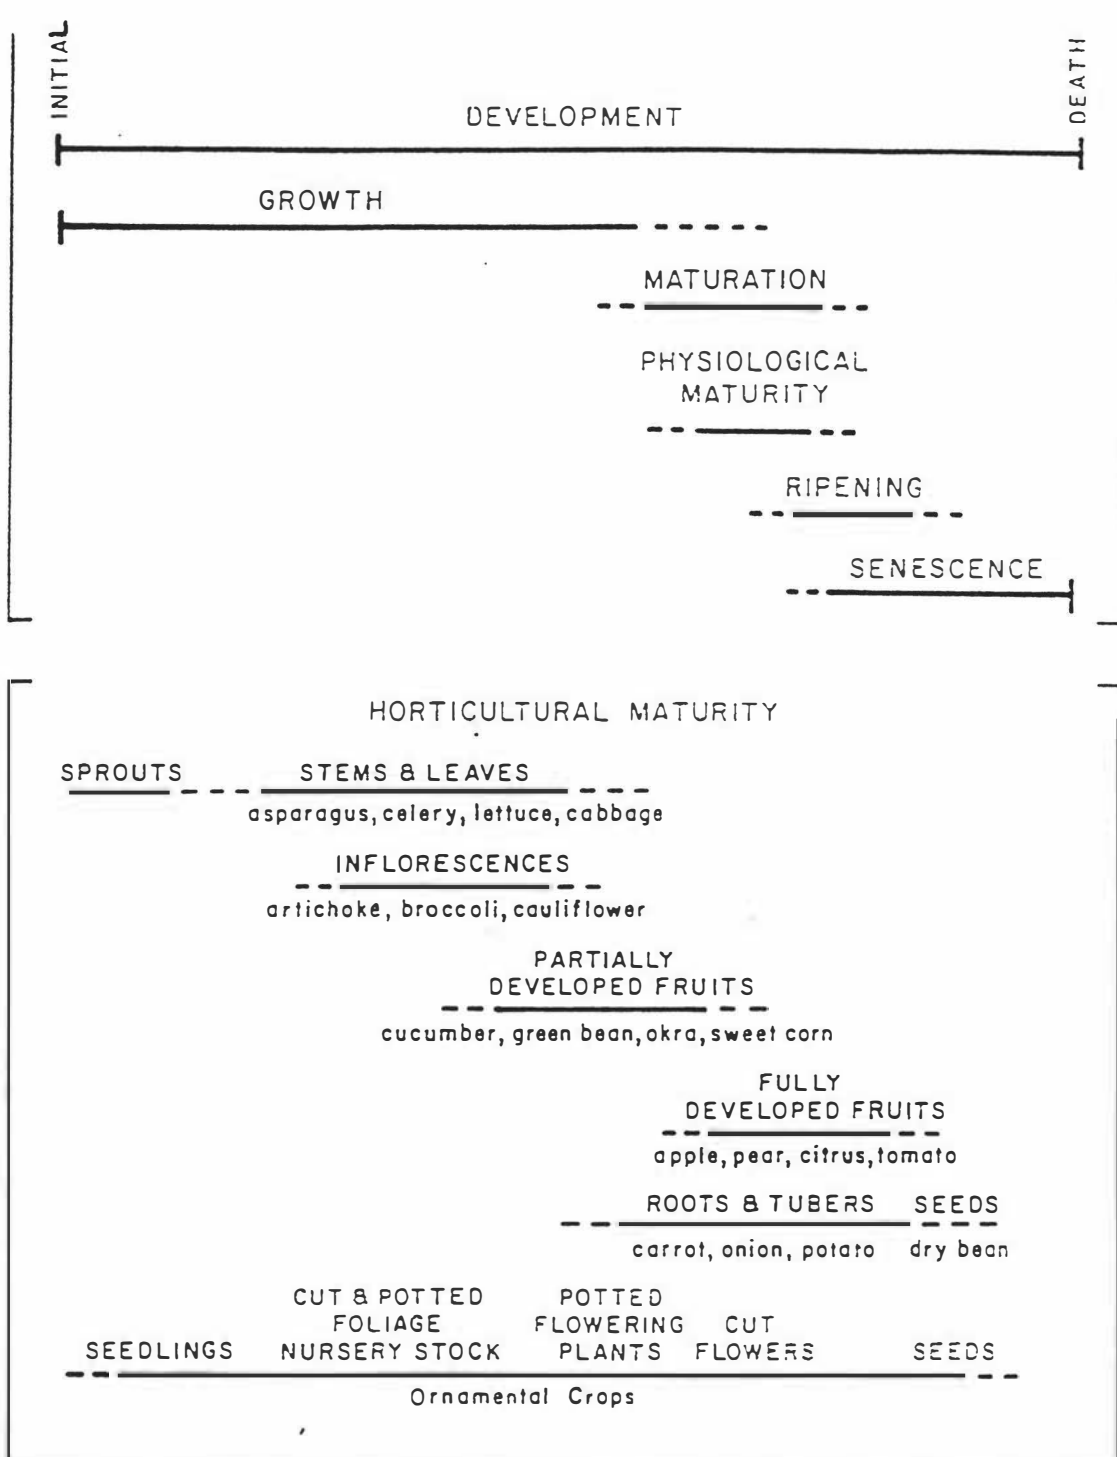 INITIAL
DEATH
DEVELOPMENT
GROWTH
MATURATION
PHYSIOLOGICAL
MATURITY
RIPENING
SENESCENCE
HORTICULTURAL MATURITY
SPROUTS
STEMS & LEAVES
asparagus, celery, lettuce, cabbage
INFLORESCENCES
artichoke, broccoli, cauliflower
PARTIALLY
DEVELOPED FRUITS
cucumber, green bean, okra, sweet corn
FULLY
DEVELOPED FRUITS
apple, pear, citrus, tomato
ROOTS & TUBERS
SEEDS
carrot, onion, potato
dry bean
SEEDLINGS
CUT & POTTED
FOLIAGE
NURSERY STOCK
POTTED
FLOWERING
PLANTS
CUT
FLOWERS
SEEDS
Ornamental Crops